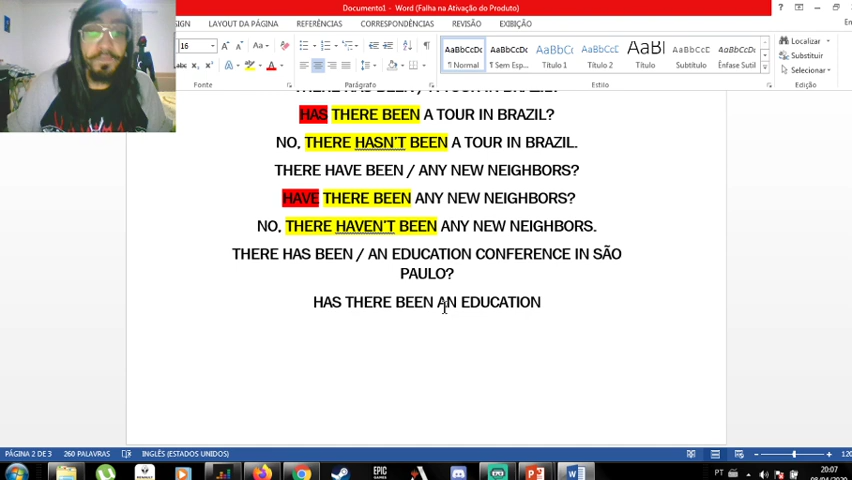 Documento1 - Word (Falha na Ativação do Produto)
SIGN LAYOUT DA PÁGINA REFERÊNCIAS CORRESPONDÊNCIAS REVISÃO EXIBIÇÃO
16 Aa
AaBbCcDc AaBbCcDc AaBbCc AaBbCcD AaBl AaBbCcD AaBbCcDc Localizar
¶ Normal ¶ Sem Esp... Título 1 Título 2 Título Subtítulo Ênfase Sutil Substituir
Selecionar
Fonte Parágrafo Estilo Edição
HAS THERE BEEN A TOUR IN BRAZIL?
NO, THERE HASN'T BEEN A TOUR IN BRAZIL.
THERE HAVE BEEN / ANY NEW NEIGHBORS?
HAVE THERE BEEN ANY NEW NEIGHBORS?
NO, THERE HAVEN'T BEEN ANY NEW NEIGHBORS.
THERE HAS BEEN / AN EDUCATION CONFERENCE IN SÃO
PAULO?
HAS THERE BEEN AN EDUCATION
PÁGINA 2 DE 3 260 PALAVRAS INGLÊS (ESTADOS UNIDOS)
EPIC GAMES PT 20:07